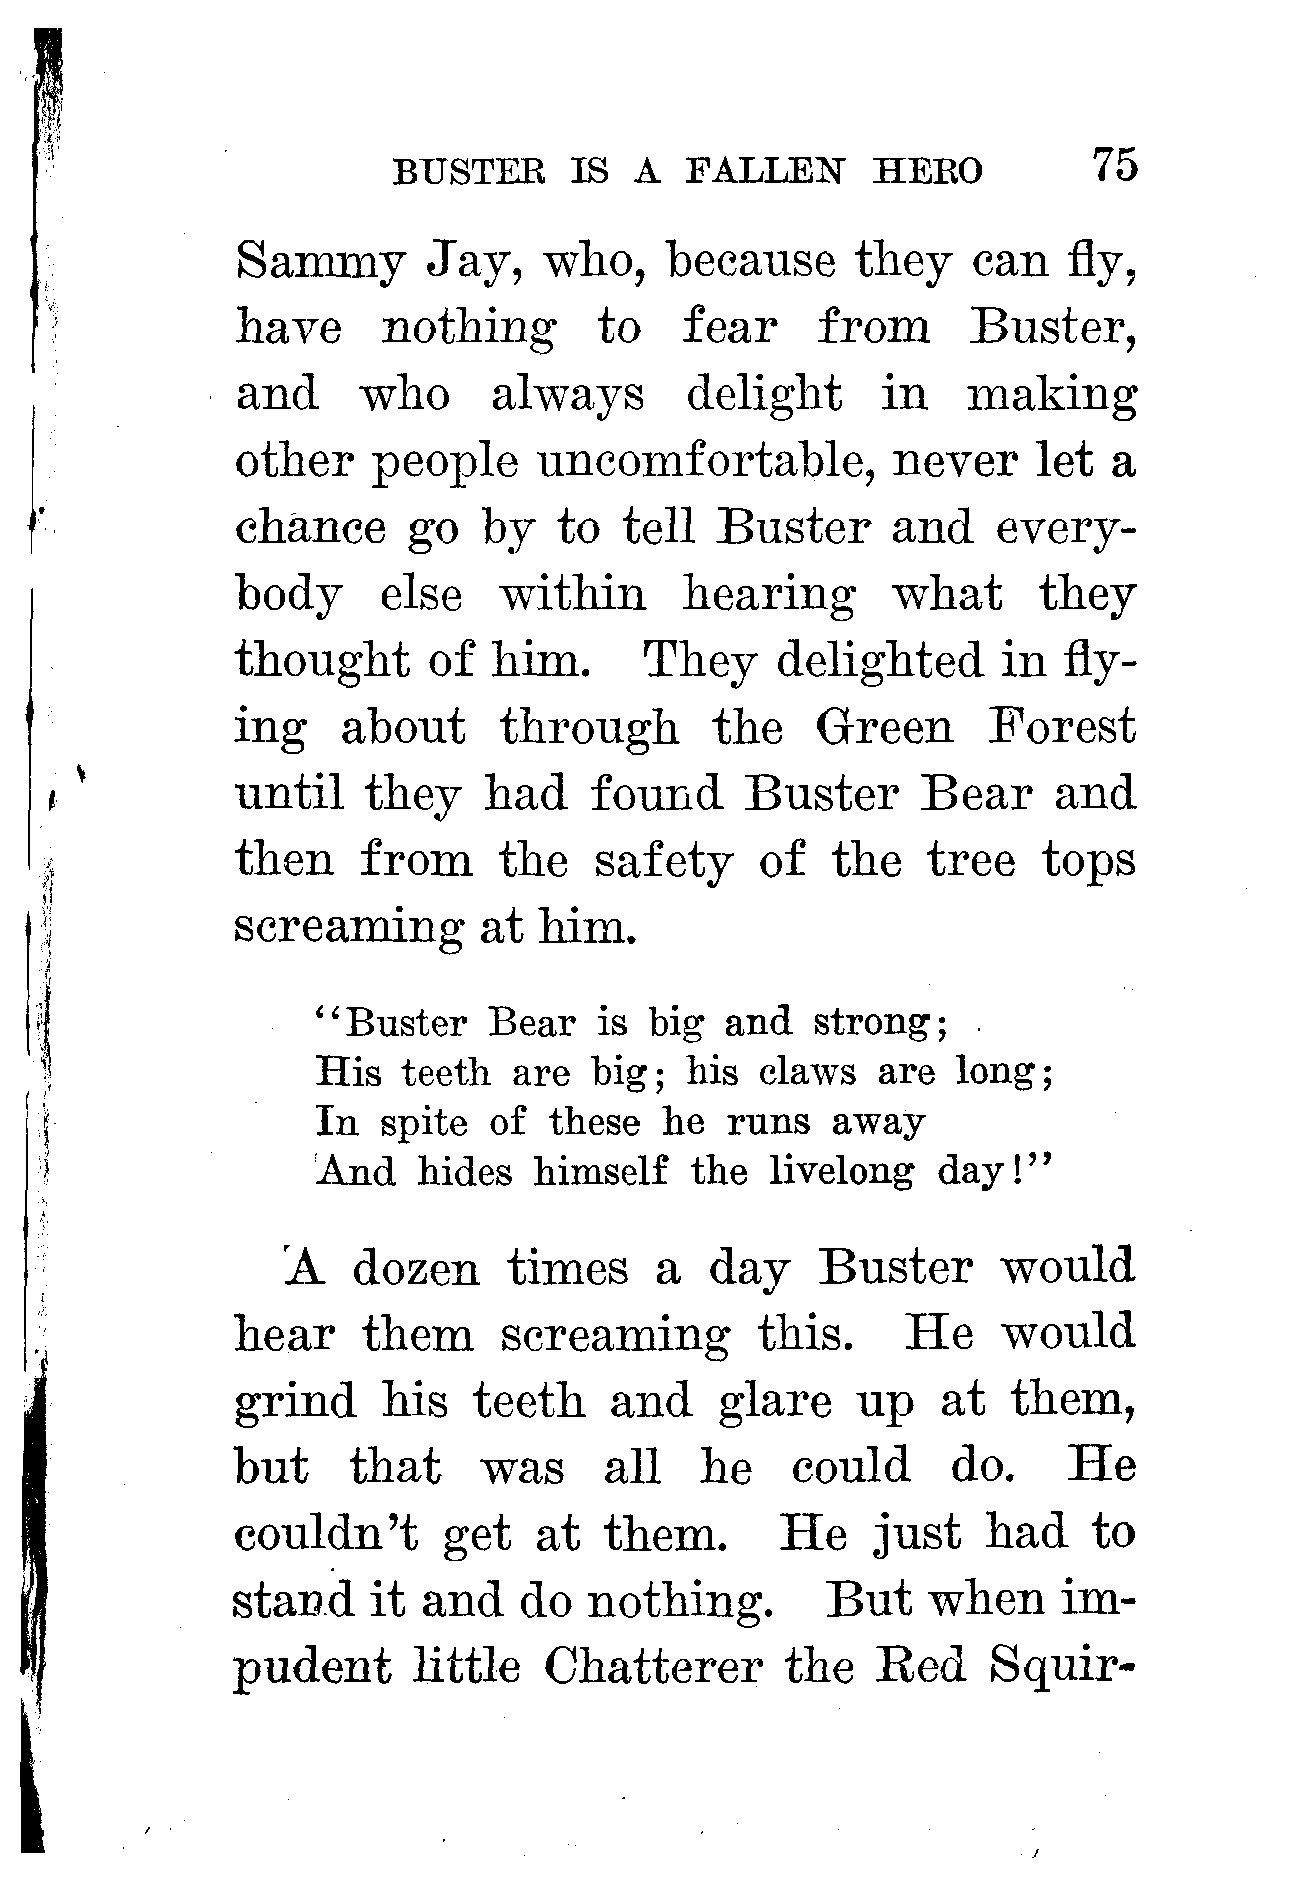 BUSTER IS A FALLEN HERO 75
Sammy Jay, who, because they can fly,
have nothing to fear from Buster,
and who always delight in making
other people uncomfortable, never let a
chance go by to tell Buster and every-
body else within hearing what they
thought of him. They delighted in fly-
ing about through the Green Forest
until they had found Buster Bear and
then from the safety of the tree tops
screaming at him.
“Buster Bear is big and strong;
His teeth are big; his claws are long;
In spite of these he runs away
And hides himself the livelong day!”
A dozen times a day Buster would
hear them screaming this. He would
grind his teeth and glare up at them,
but that was all he could do. He
couldn’t get at them. He just had to
stand it and do nothing. But when im-
pudent little Chatterer the Red Squir-